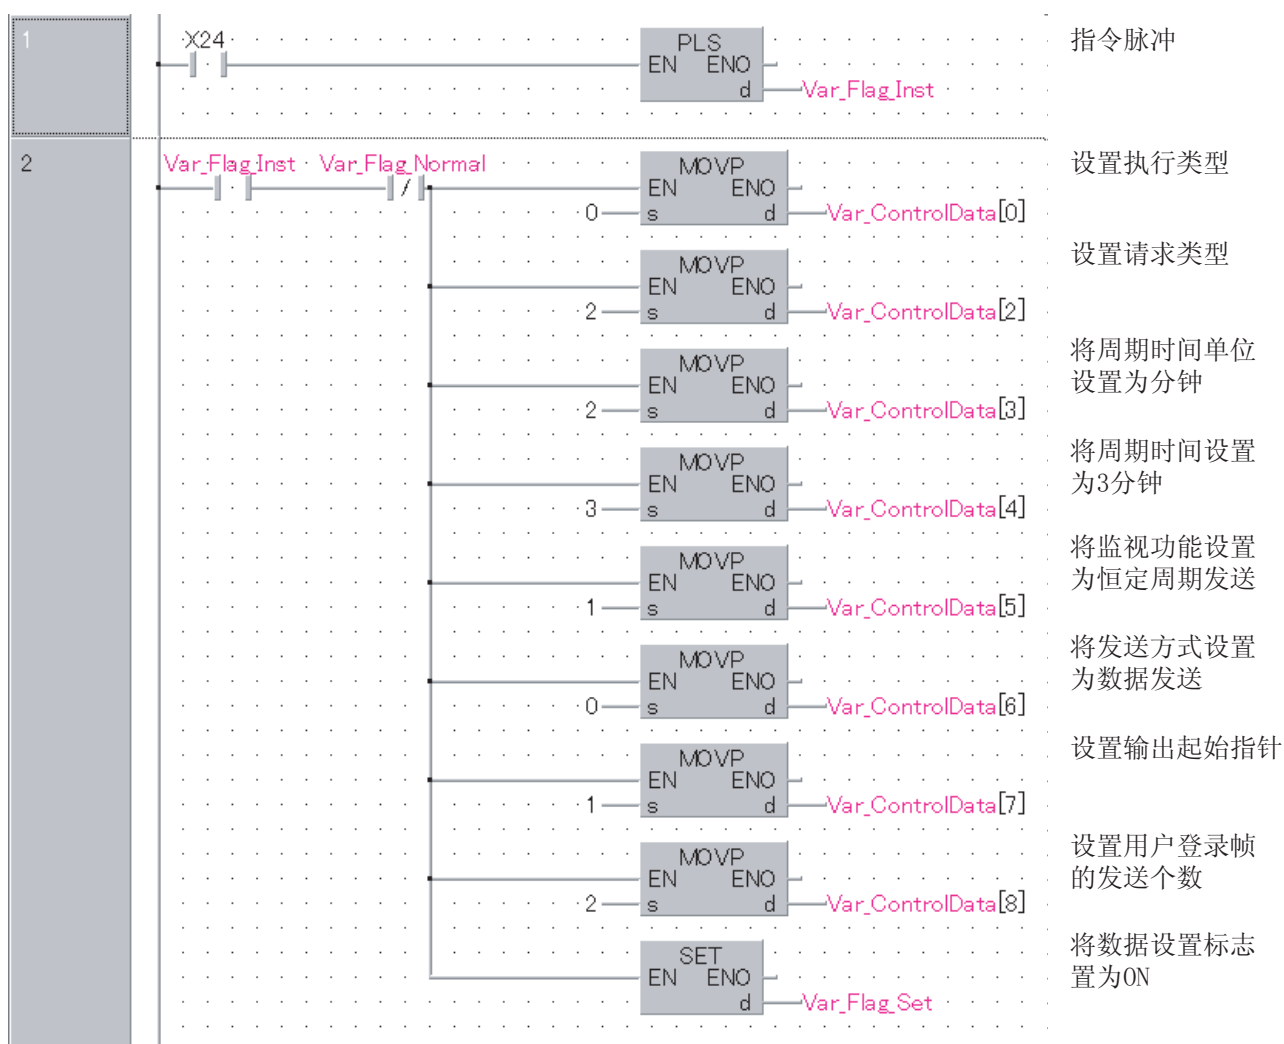 1
X24
PLS
EN ENO
d
Var_Flag_Inst
指令脉冲
2
Var_Flag_Inst
Var_Flag_Normal
MOVP
EN ENO
0 s d Var_ControlData[0]
设置执行类型
MOVP
EN ENO
2 s d Var_ControlData[2]
设置请求类型
MOVP
EN ENO
2 s d Var_ControlData[3]
将周期时间单位
设置为分钟
MOVP
EN ENO
3 s d Var_ControlData[4]
将周期时间设置
为3分钟
MOVP
EN ENO
1 s d Var_ControlData[5]
将监视功能设置
为恒定周期发送
MOVP
EN ENO
0 s d Var_ControlData[6]
将发送方式设置
为数据发送
MOVP
EN ENO
1 s d Var_ControlData[7]
设置输出起始指针
MOVP
EN ENO
2 s d Var_ControlData[8]
设置用户登录帧
的发送个数
SET
EN ENO
d Var_Flag_Set
将数据设置标志
置为ON